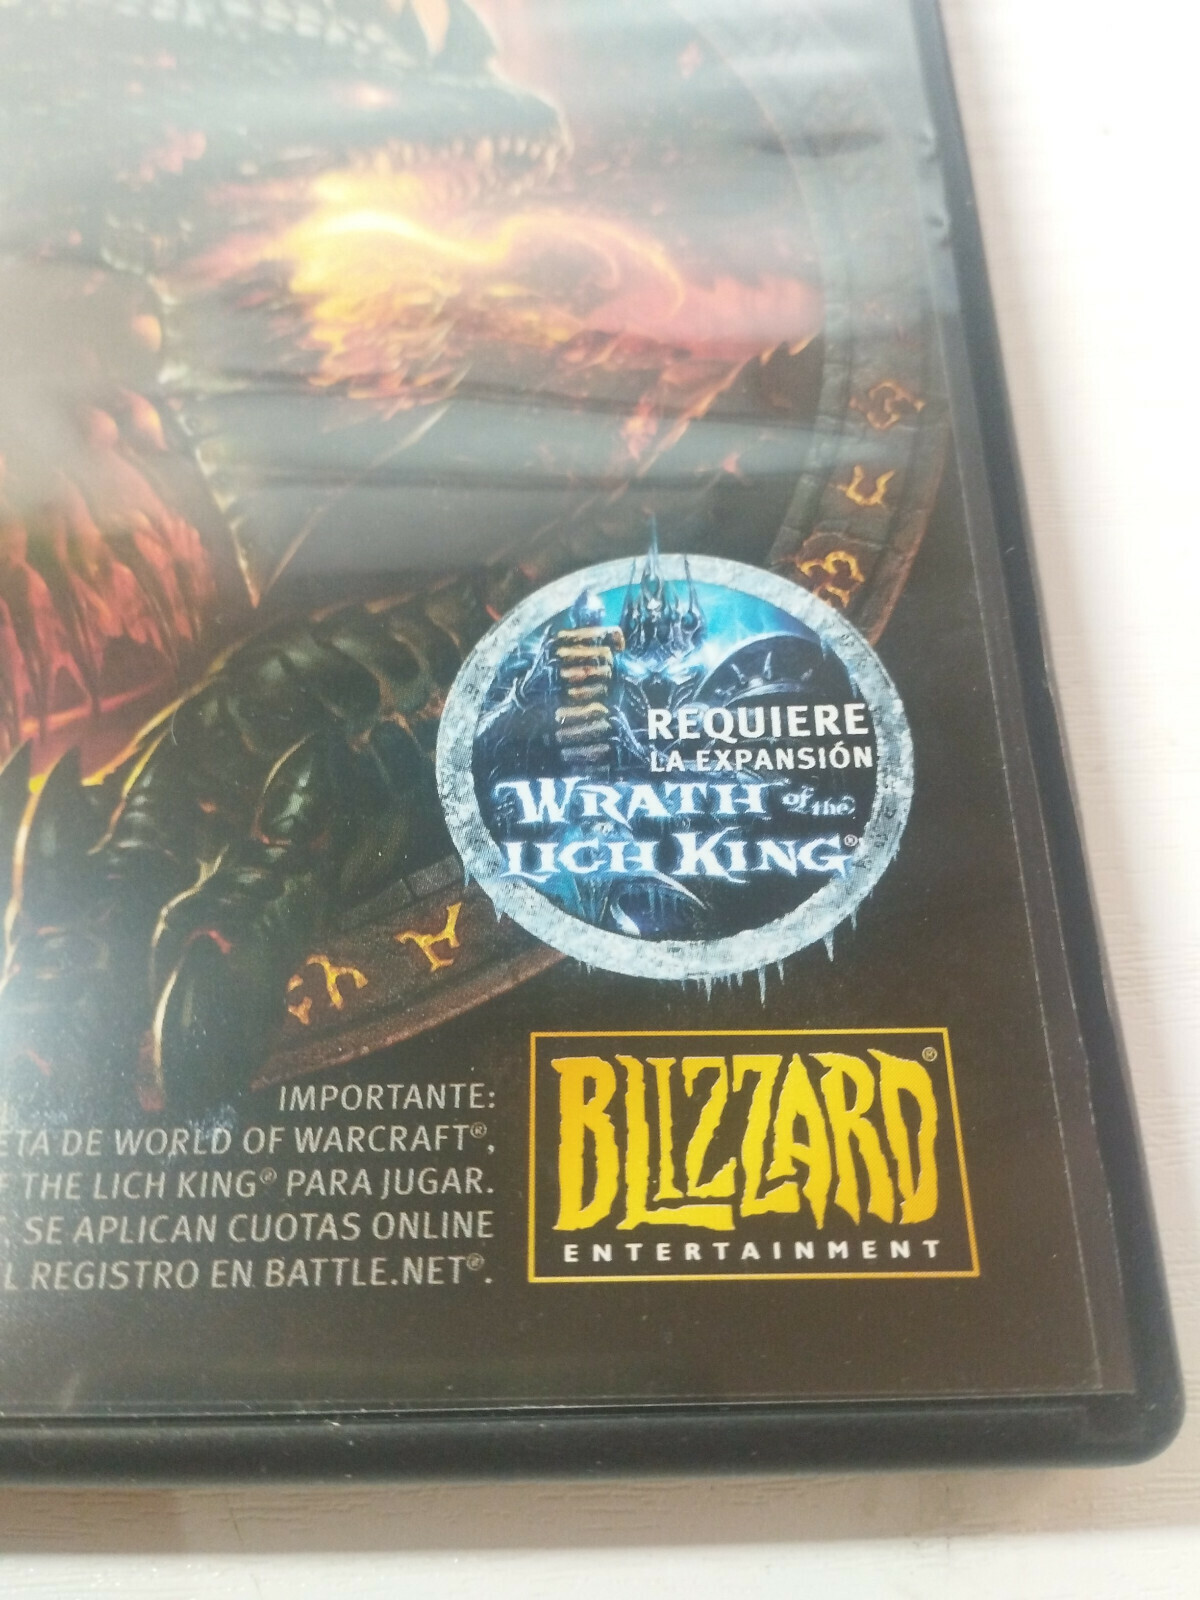 REQUIERE
LA EXPANSIÓN
WRATH of the
LICH KING®
IMPORTANTE:
DE WORLD OF WARCRAFT®,
THE LICH KING® PARA JUGAR.
SE APLICAN CUOTAS ONLINE
REGISTRO EN BATTLE.NET®.
BLIZZARD®
ENTERTAINMENT